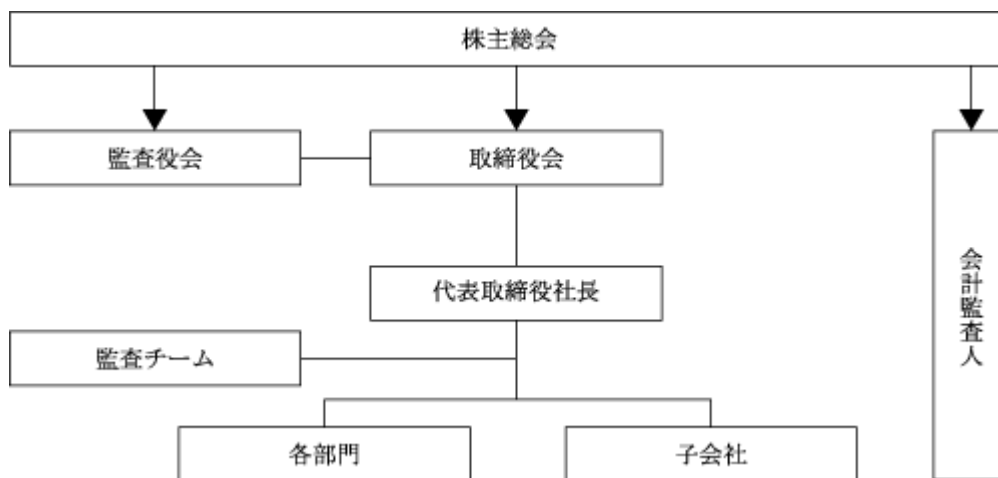 株主総会
監査役会
取締役会
会計監査人
代表取締役社長
監査チーム
各部門
子会社